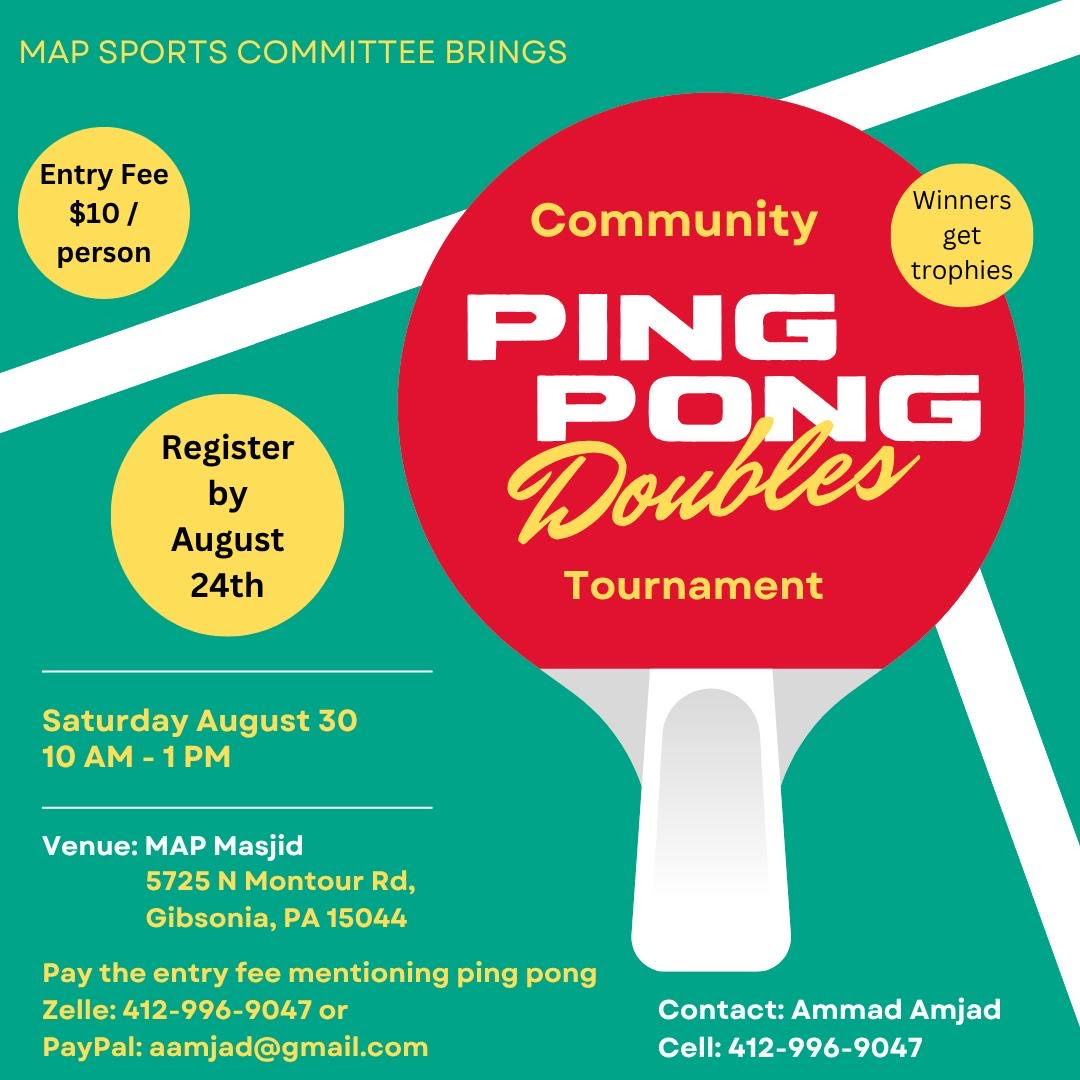 MAP SPORTS COMMITTEE BRINGS
Entry Fee
$10 /
person
Winners
get
trophies
Community
PING
PONG
Doubles
Tournament
Register
by
August
24th
Saturday August 30
10 AM - 1 PM
Venue: MAP Masjid
5725 N Montour Rd,
Gibsonia, PA 15044
Pay the entry fee mentioning ping pong
Zelle: 412-996-9047 or
PayPal: aamjad@gmail.com
Contact: Ammad Amjad
Cell: 412-996-9047